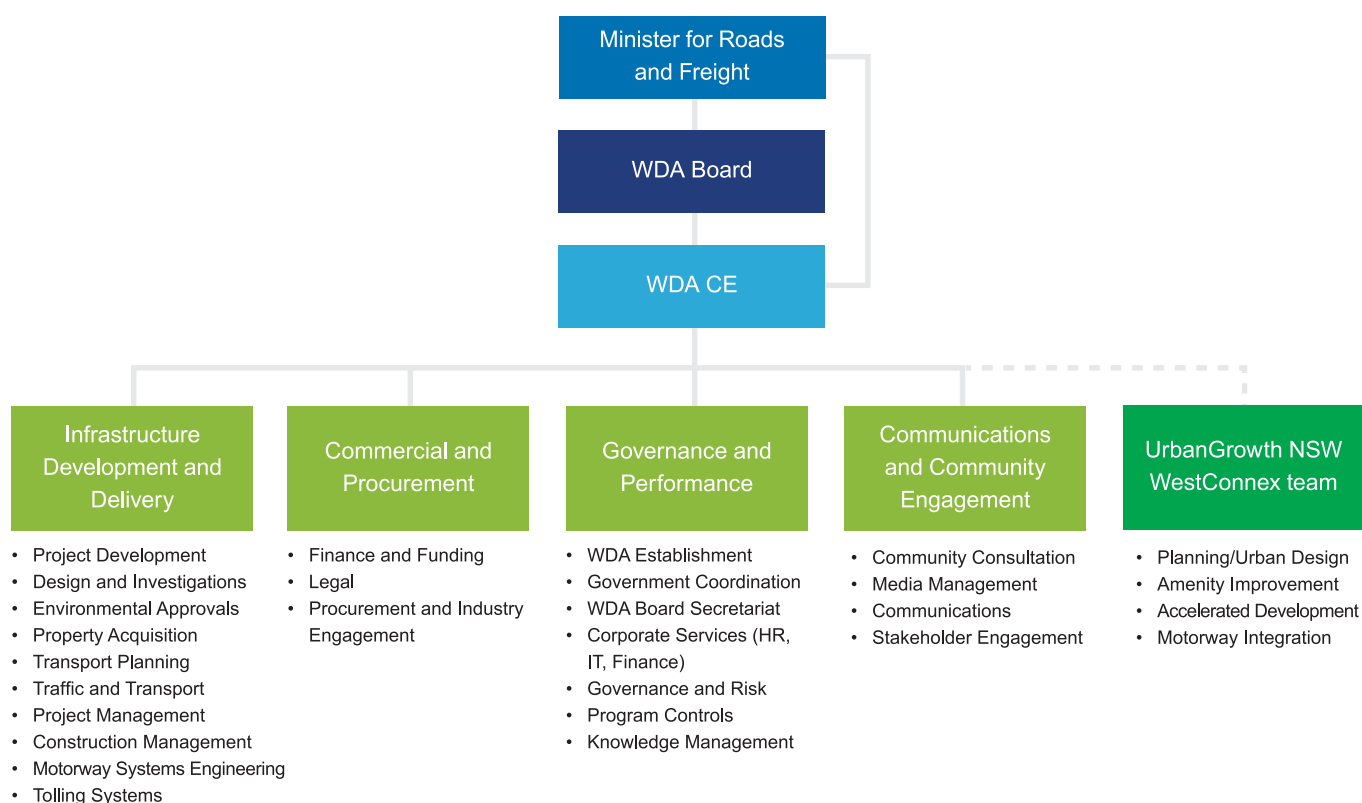 Minister for Roads
and Freight
WDA Board
WDA CE
Infrastructure
Development and
Delivery
• Project Development
• Design and Investigations
• Environmental Approvals
• Property Acquisition
• Transport Planning
• Traffic and Transport
• Project Management
• Construction Management
• Motorway Systems Engineering
• Tolling Systems
Commercial and
Procurement
• Finance and Funding
• Legal
• Procurement and Industry
Engagement
Governance and
Performance
• WDA Establishment
• Government Coordination
• WDA Board Secretariat
• Corporate Services (HR,
IT, Finance)
• Governance and Risk
• Program Controls
• Knowledge Management
Communications
and Community
Engagement
• Community Consultation
• Media Management
• Communications
• Stakeholder Engagement
UrbanGrowth NSW
WestConnex team
• Planning/Urban Design
• Amenity Improvement
• Accelerated Development
• Motorway Integration